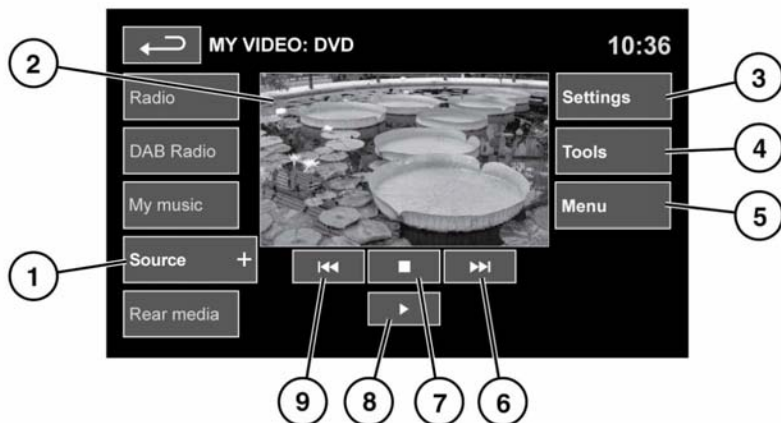 MY VIDEO: DVD 10:36
Radio
DAB Radio
My music
Source +
Rear media
Settings
Tools
Menu
1
2
3
4
5
6
7
8
9